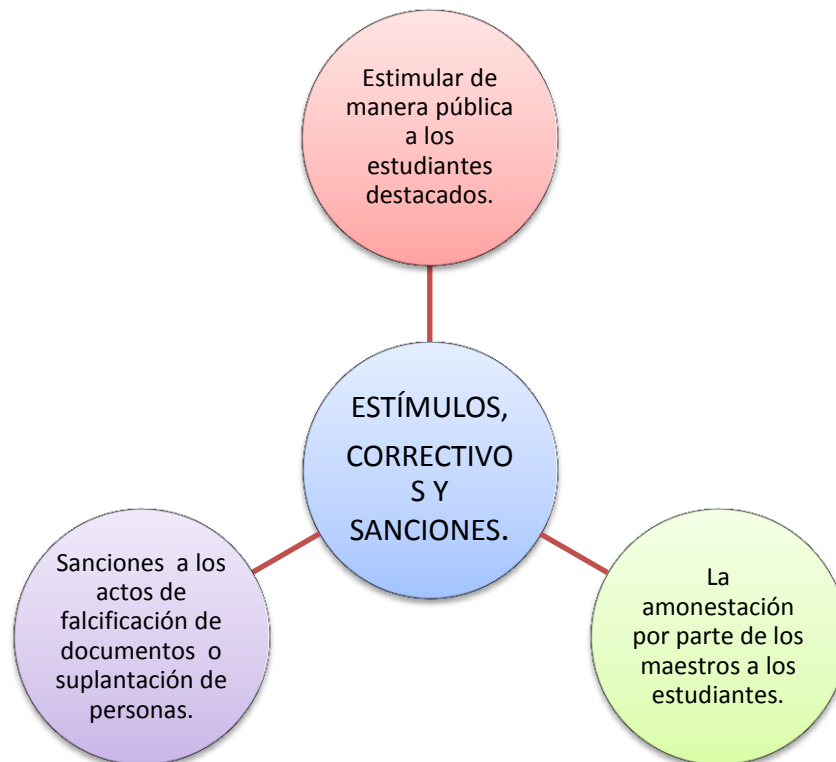 Estimular de
manera pública
a los
estudiantes
destacados.
ESTÍMULOS,
CORRECTIVO
S Y
SANCIONES.
Sanciones a los
actos de
falcificación de
documentos o
suplantación de
personas.
La
amonestación
por parte de los
maestros a los
estudiantes.